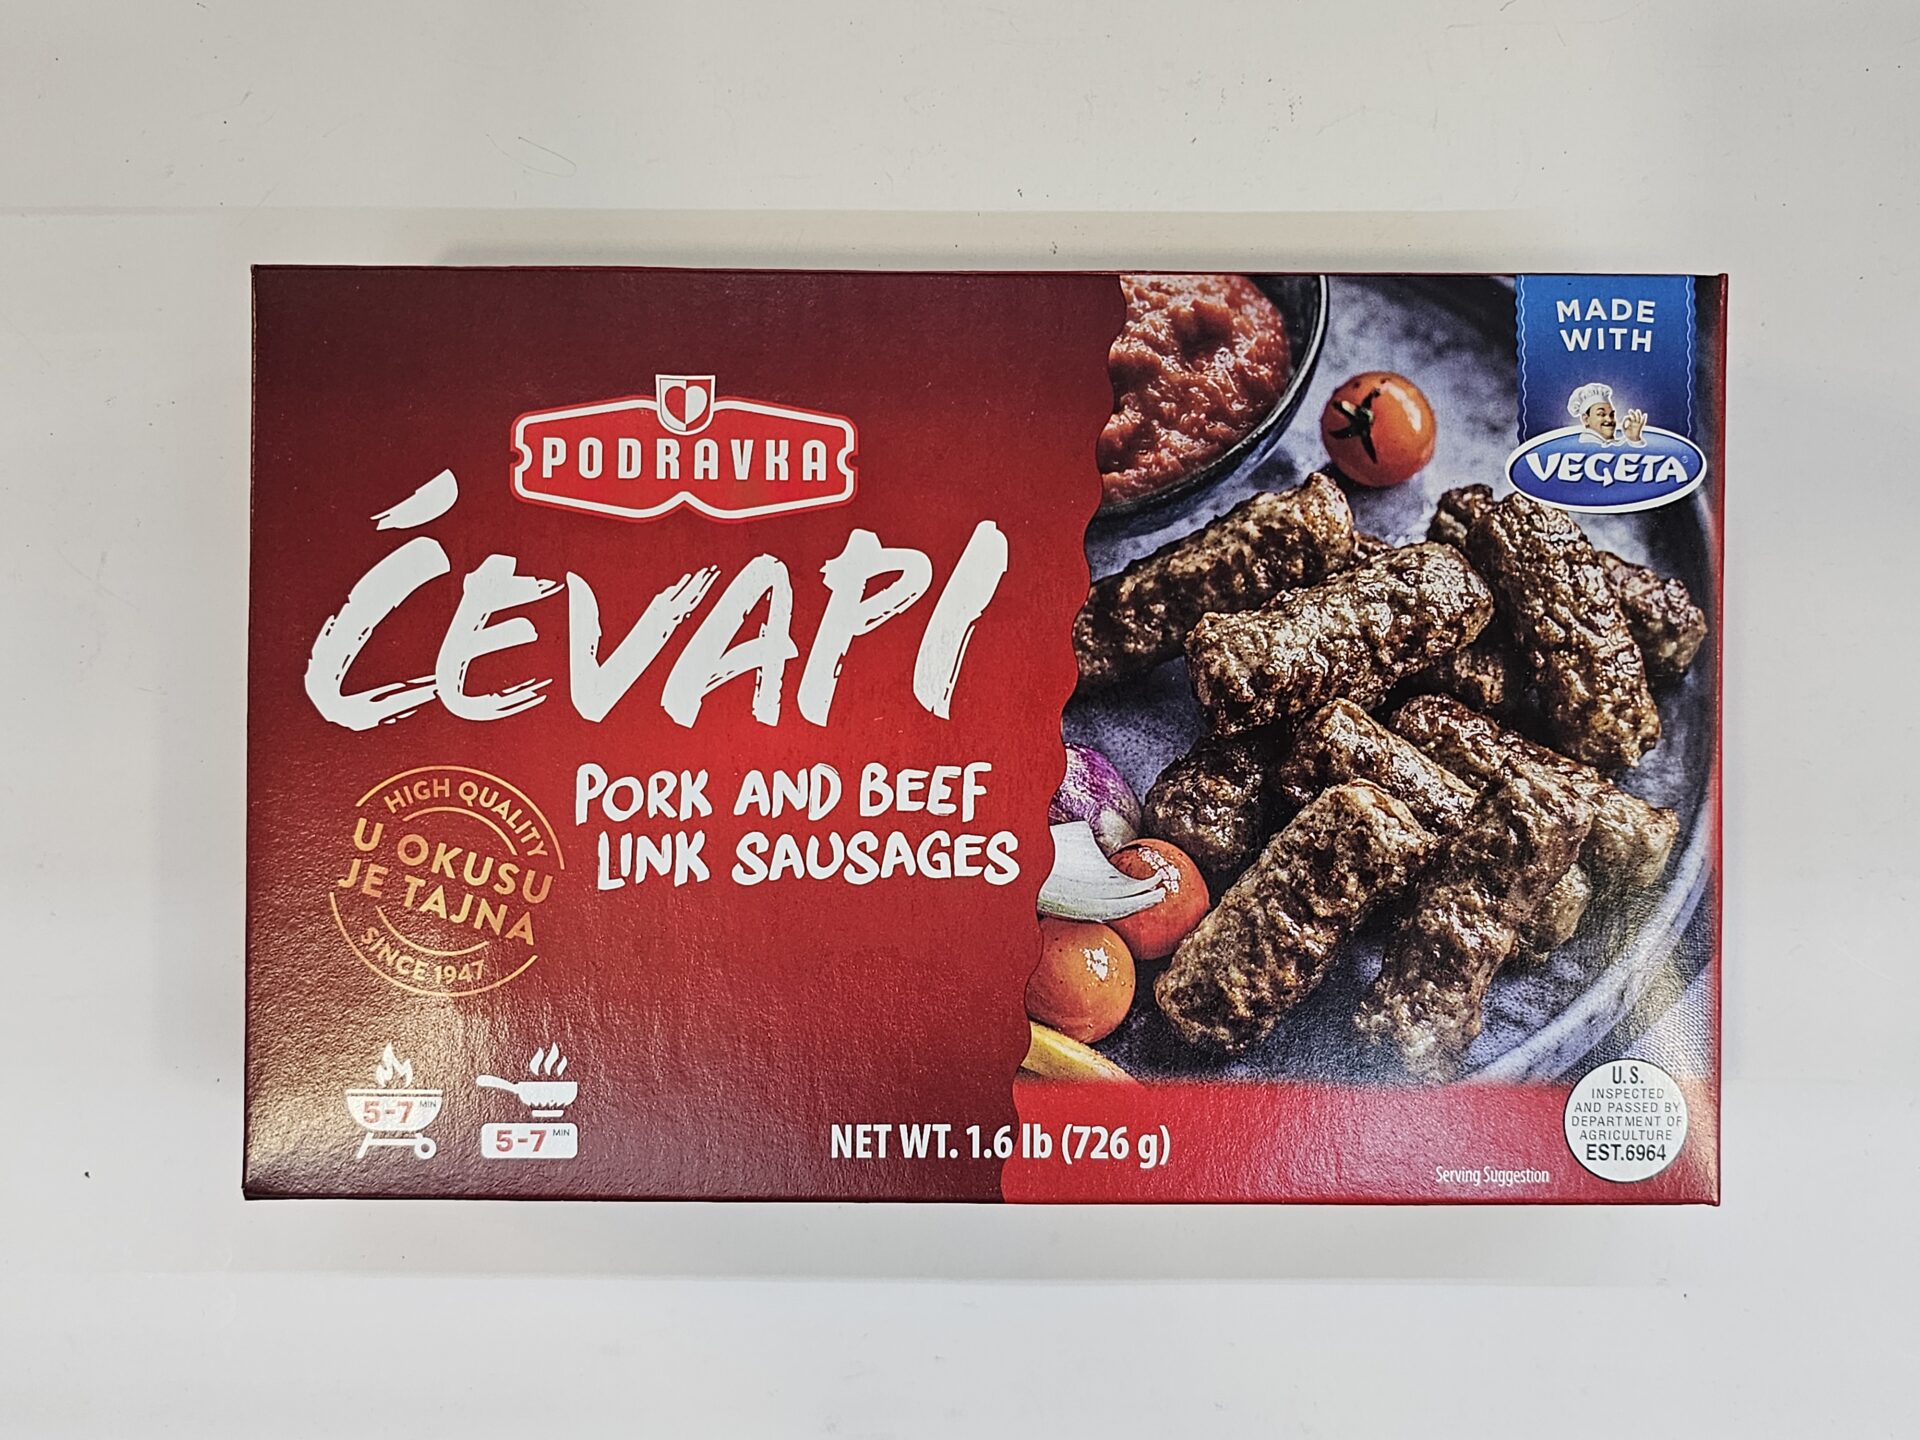 PODRAVKA
ĆEVAPI
PORK AND BEEF
LINK SAUSAGES
HIGH QUALITY
U OKUSU
JE TAJNA
SINCE 1947
5-7 MIN
5-7 MIN
NET WT. 1.6 lb (726 g)
MADE
WITH
VEGETA
Serving Suggestion
U.S.
INSPECTED
AND PASSED BY
DEPARTMENT OF
AGRICULTURE
EST.6964